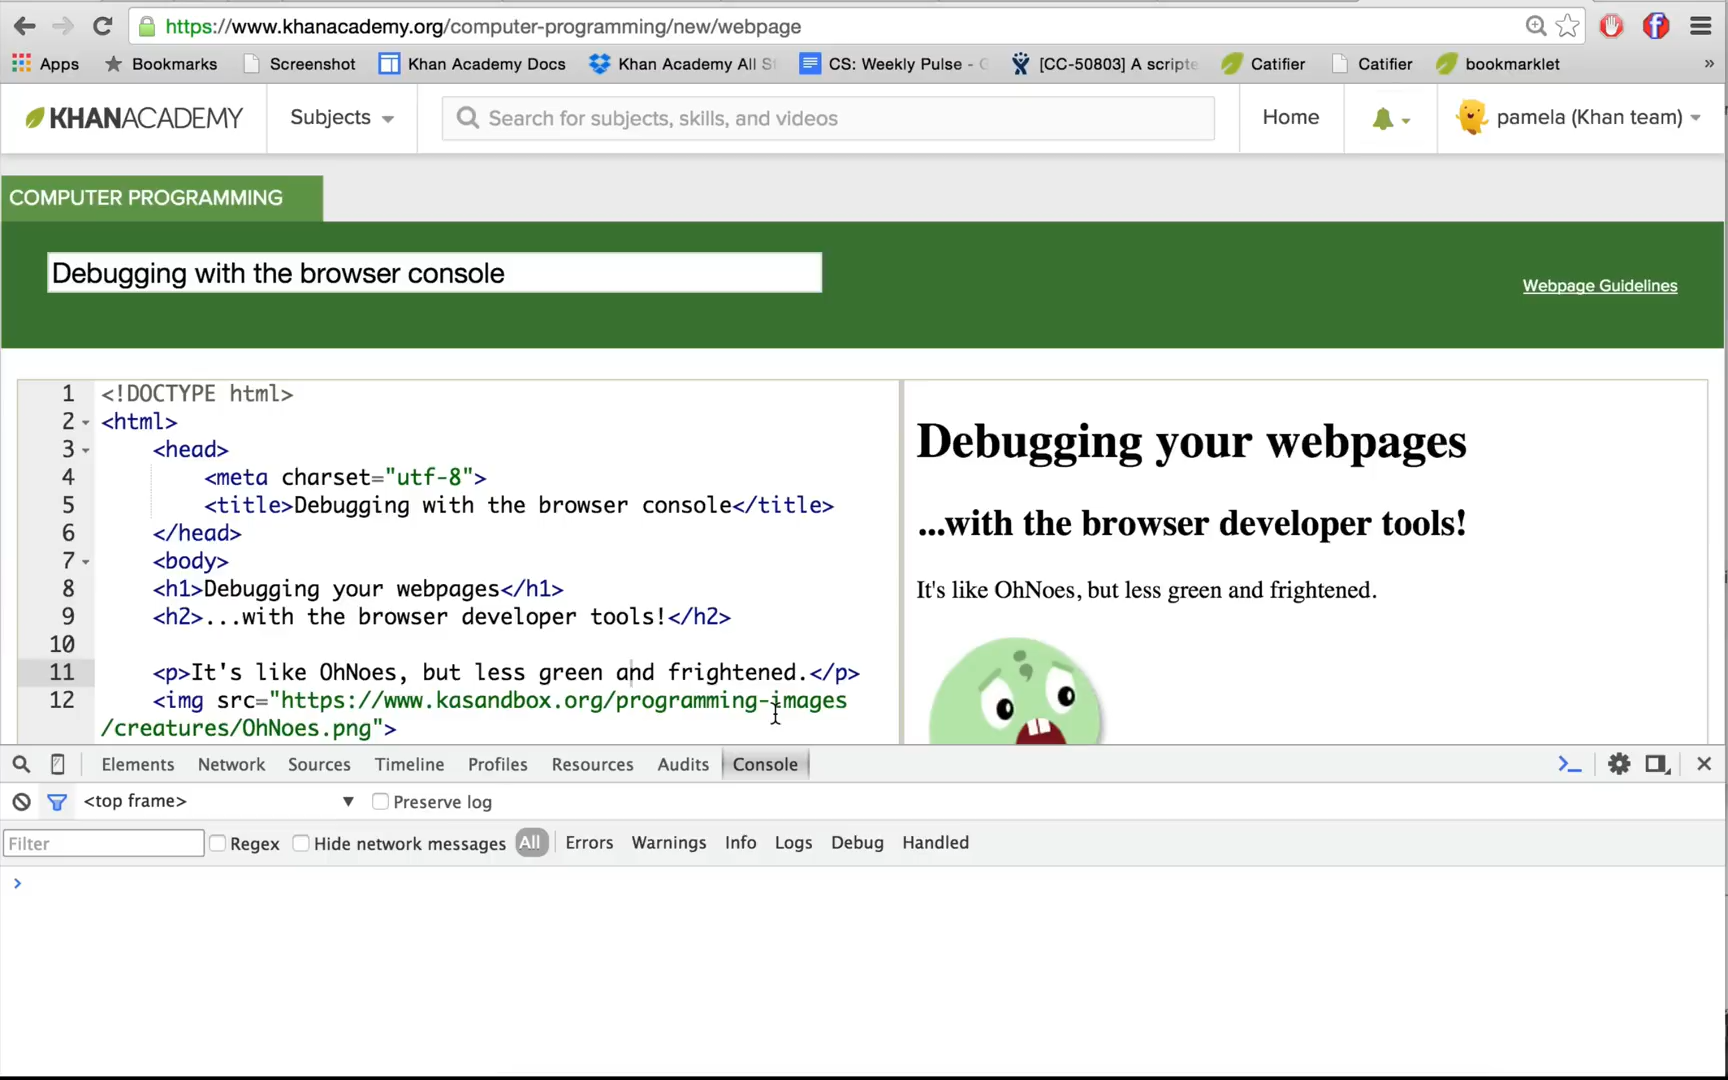 https://www.khanacademy.org/computer-programming/new/webpage
Apps Bookmarks Screenshot Khan Academy Docs Khan Academy All St CS: Weekly Pulse - [CC-50803] A scripte Catifier Catifier bookmarklet »
KHANACADEMY Subjects Search for subjects, skills, and videos Home pamela (Khan team)
COMPUTER PROGRAMMING
Debugging with the browser console
Webpage Guidelines
1 <!DOCTYPE html>
2 <html>
3 <head>
4 <meta charset="utf-8">
5 <title>Debugging with the browser console</title>
6 </head>
7 <body>
8 <h1>Debugging your webpages</h1>
9 <h2>...with the browser developer tools!</h2>
10
11 <p>It's like OhNoes, but less green and frightened.</p>
12 <img src="https://www.kasandbox.org/programming-images
/creatures/OhNoes.png">
Debugging your webpages
...with the browser developer tools!
It's like OhNoes, but less green and frightened.
Elements Network Sources Timeline Profiles Resources Audits Console
<top frame> Preserve log
Filter Regex Hide network messages All Errors Warnings Info Logs Debug Handled